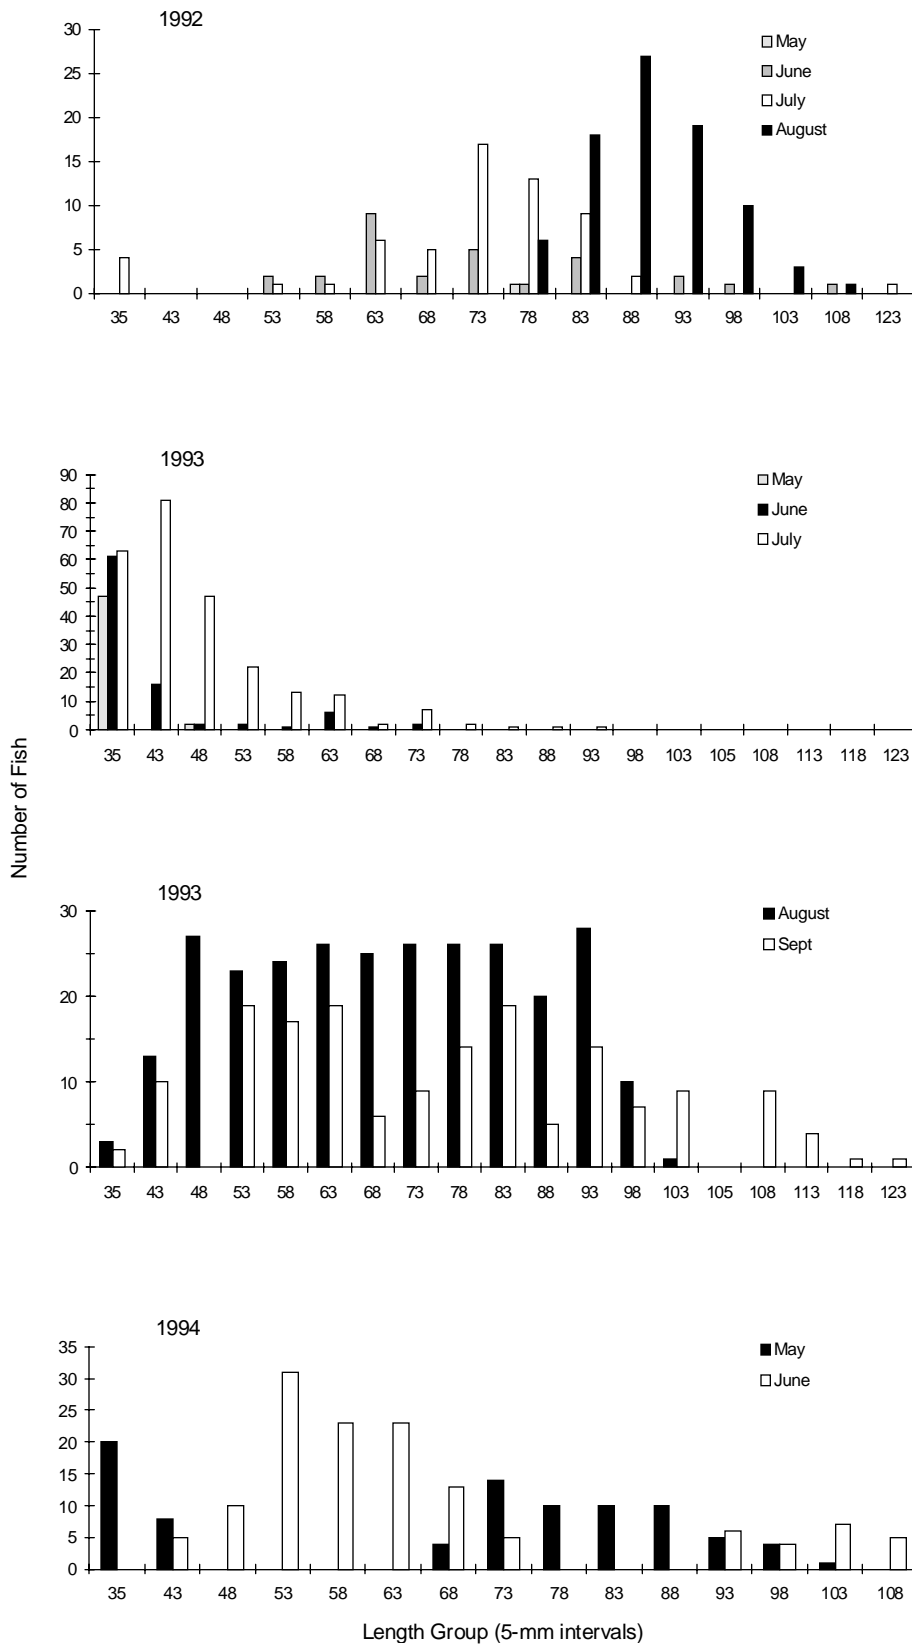 1992
30
25
20
15
10
5
0
May
June
July
August
35 43 48 53 58 63 68 73 78 83 88 93 98 103 108 123
1993
90
80
70
60
50
40
30
20
10
0
May
June
July
35 43 48 53 58 63 68 73 78 83 88 93 98 103 105 108 113 118 123
Number of Fish
1993
30
20
10
0
August
Sept
35 43 48 53 58 63 68 73 78 83 88 93 98 103 105 108 113 118 123
1994
35
30
25
20
15
10
5
0
May
June
35 43 48 53 58 63 68 73 78 83 88 93 98 103 108
Length Group (5-mm intervals)